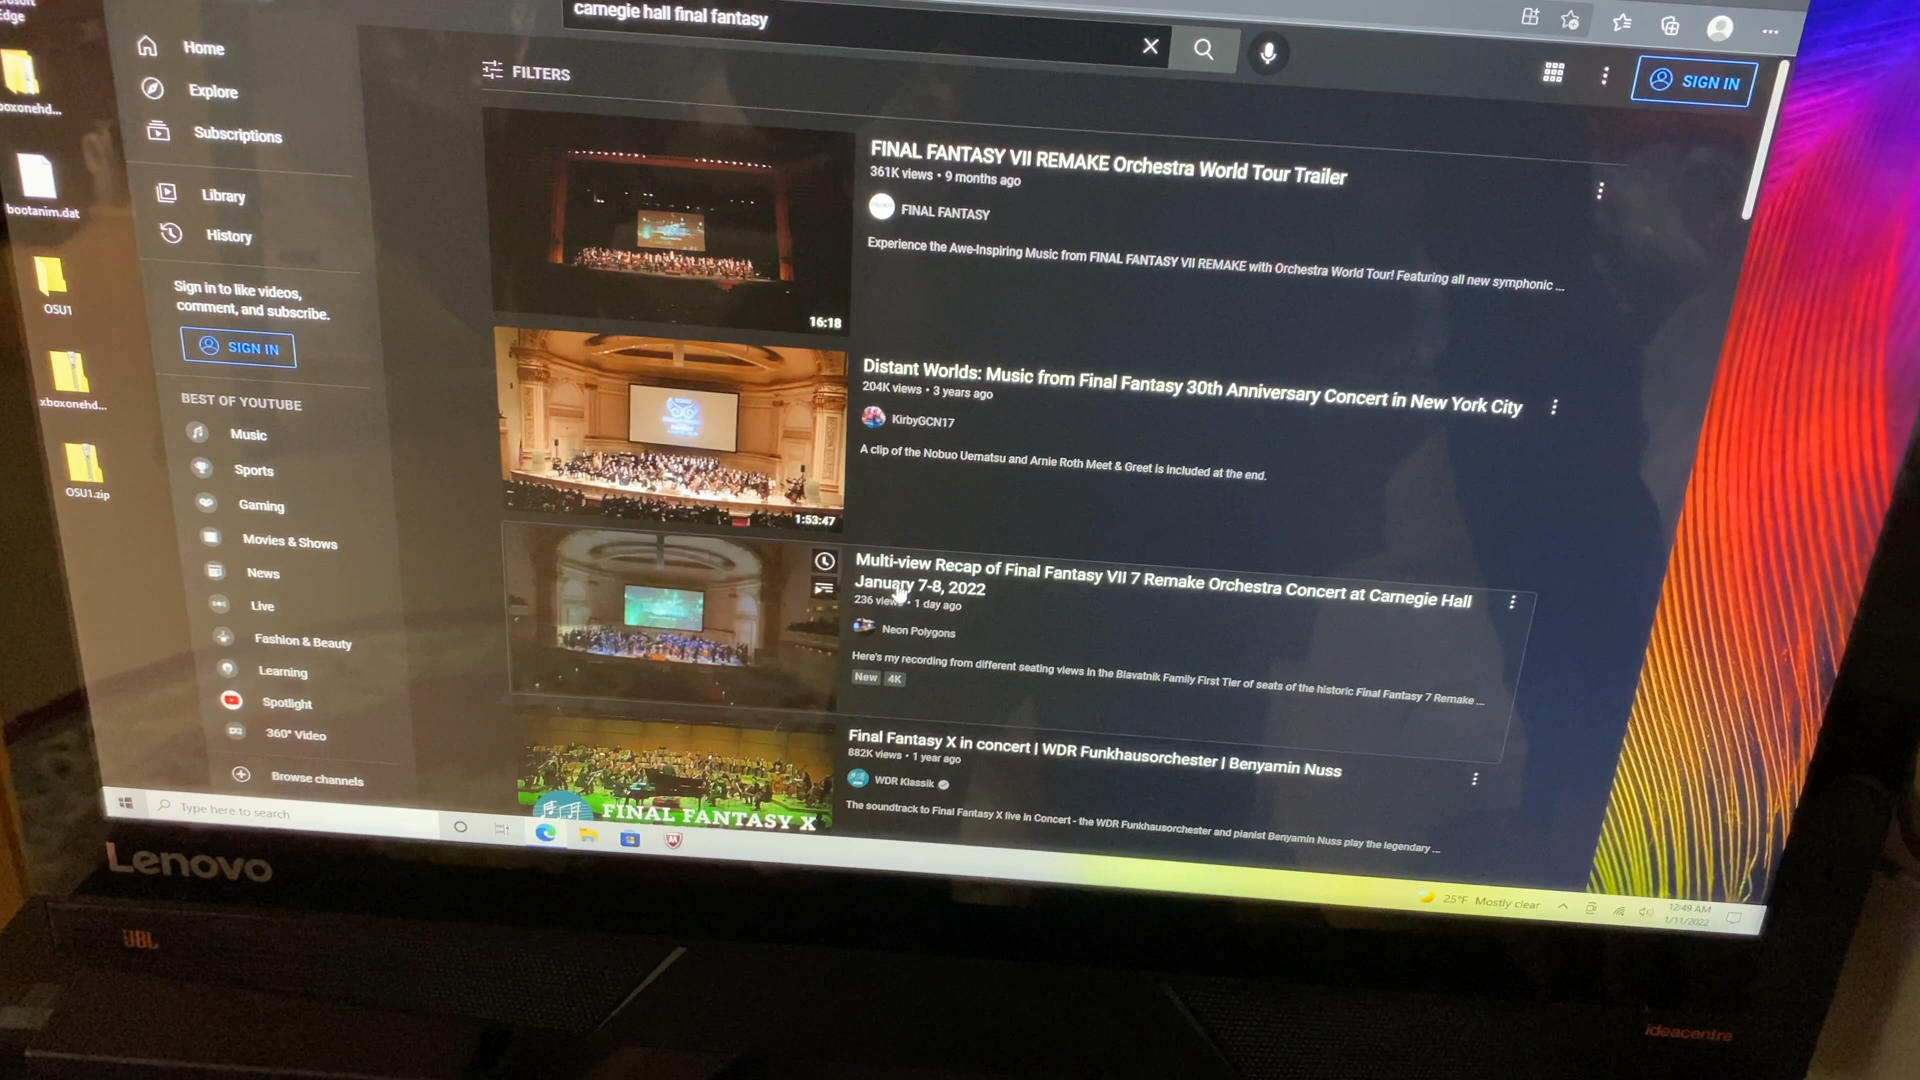 Edge
carnegie hall final fantasy
Home
Explore
Subscriptions
Library
History
Sign in to like videos,
comment, and subscribe.
SIGN IN
BEST OF YOUTUBE
Music
Sports
Gaming
Movies & Shows
News
Live
Fashion & Beauty
Learning
Spotlight
360° Video
Browse channels
bootanim.dat
OSU1
xboxonehd...
OSU1.zip
FILTERS
SIGN IN
FINAL FANTASY VII REMAKE Orchestra World Tour Trailer
361K views • 9 months ago
FINAL FANTASY
Experience the Awe-Inspiring Music from FINAL FANTASY VII REMAKE with Orchestra World Tour! Featuring all new symphonic ...
16:18
Distant Worlds: Music from Final Fantasy 30th Anniversary Concert in New York City
204K views • 3 years ago
KirbyGCN17
A clip of the Nobuo Uematsu and Arnie Roth Meet & Greet is included at the end.
1:53:47
Multi-view Recap of Final Fantasy VII 7 Remake Orchestra Concert at Carnegie Hall
January 7-8, 2022
236 views • 1 day ago
Neon Polygons
Here's my recording from different seating views in the Blavatnik Family First Tier of seats of the historic Final Fantasy 7 Remake ...
New 4K
Final Fantasy X in concert | WDR Funkhausorchester | Benyamin Nuss
882K views • 1 year ago
WDR Klassik
The soundtrack to Final Fantasy X live in Concert - the WDR Funkhausorchester and pianist Benyamin Nuss play the legendary ...
FINAL FANTASY X
Type here to search
25°F Mostly clear
12:49 AM
1/11/2022
Lenovo
JBL
ideacentre